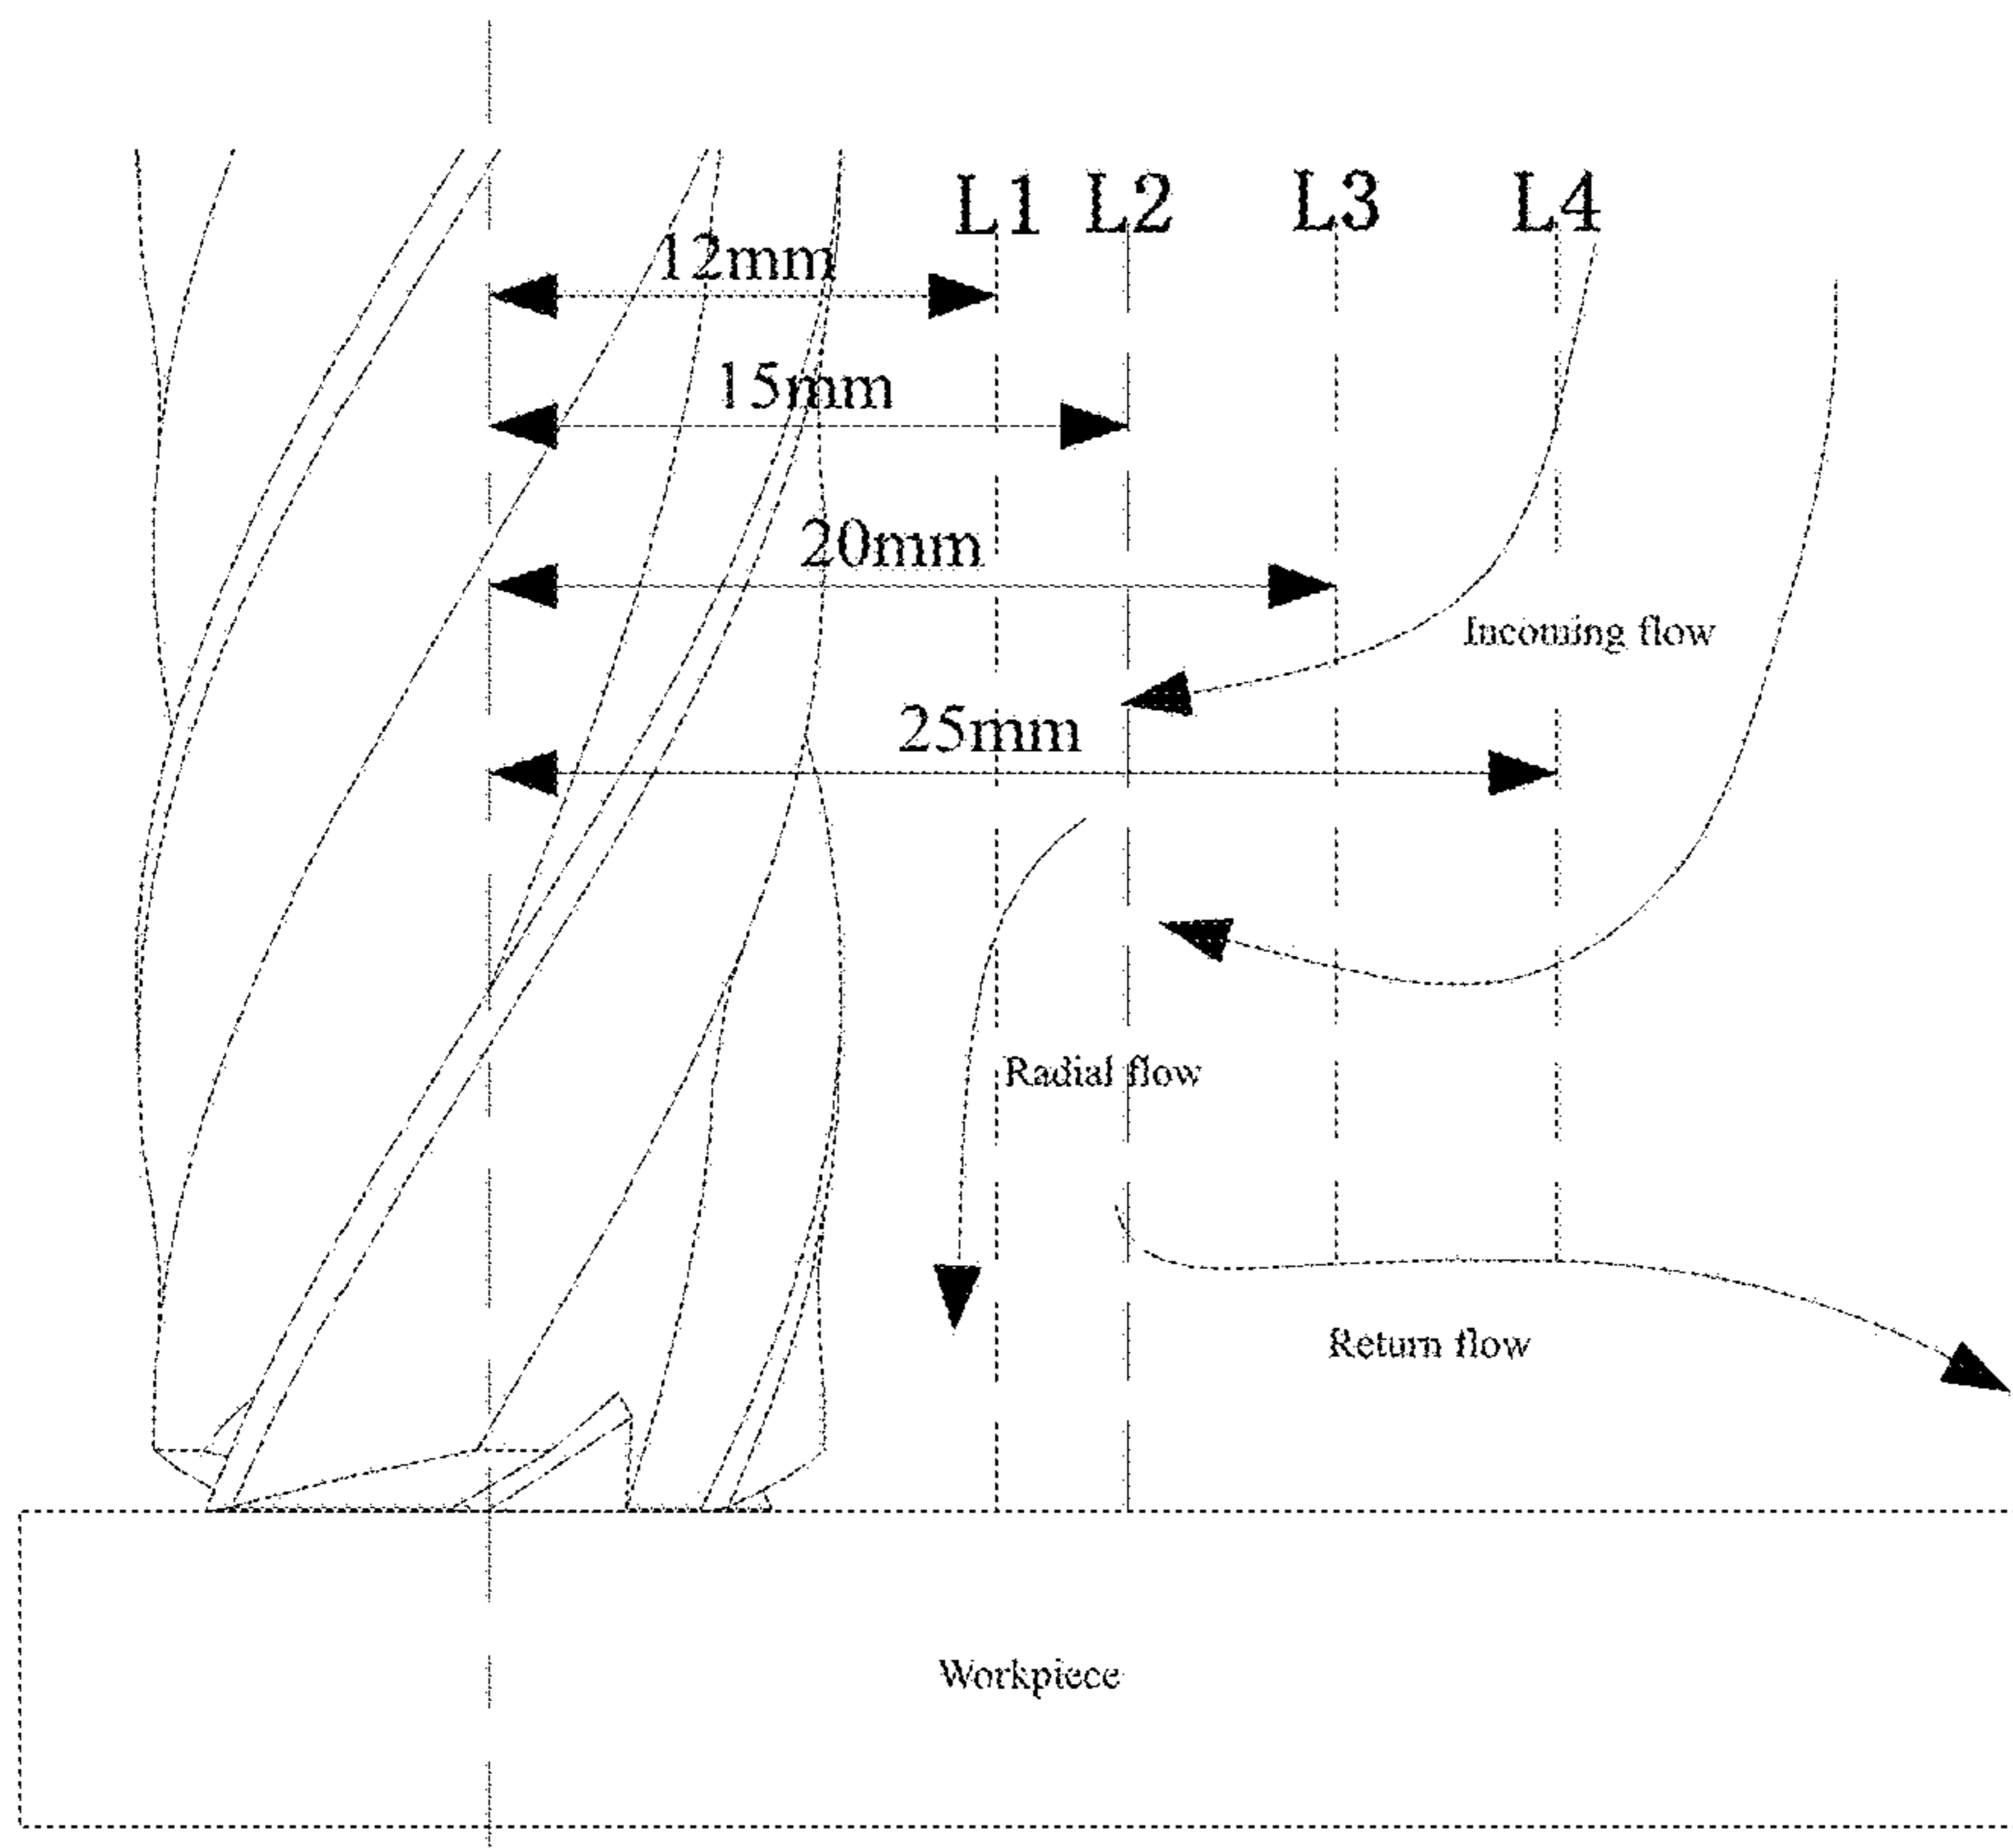 L1 L2 L3 L4
12mm
15mm
20mm
Incoming flow
25mm
Radial flow
Return flow
Workpiece